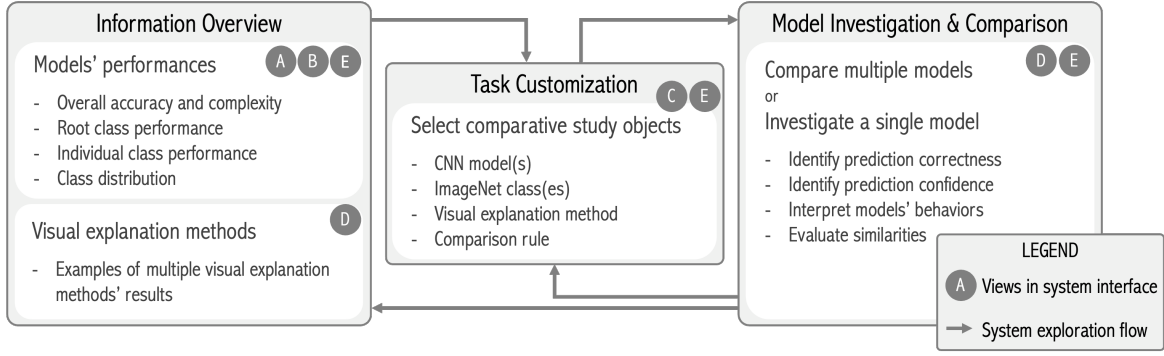 Information Overview
Models' performances
A B E
- Overall accuracy and complexity
- Root class performance
- Individual class performance
- Class distribution
Visual explanation methods
D
- Examples of multiple visual explanation
methods' results
Task Customization
C E
Select comparative study objects
- CNN model(s)
- ImageNet class(es)
- Visual explanation method
- Comparison rule
Model Investigation & Comparison
D E
Compare multiple models
or
Investigate a single model
- Identify prediction correctness
- Identify prediction confidence
- Interpret models' behaviors
- Evaluate similarities
LEGEND
A Views in system interface
System exploration flow